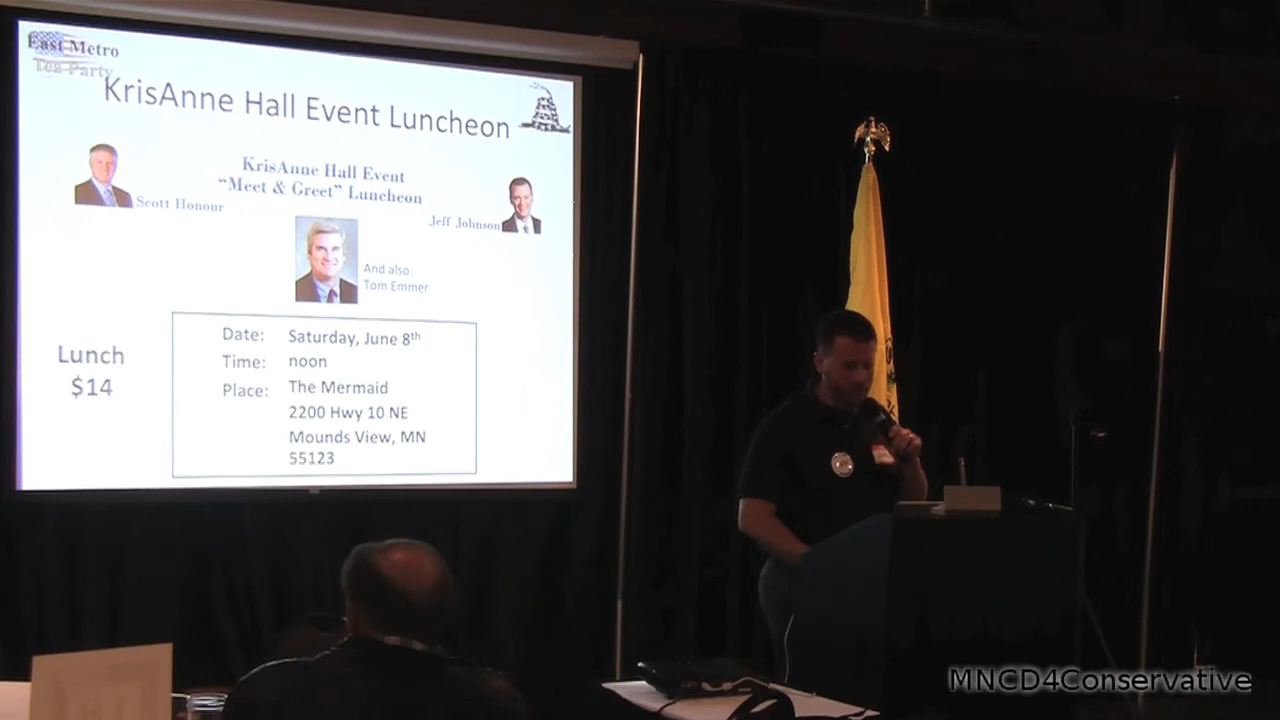 East Metro
Tea Party
KrisAnne Hall Event Luncheon
KrisAnne Hall Event
“Meet & Greet” Luncheon
Scott Honour
Jeff Johnson
And also:
Tom Emmer
Lunch
$14
Date: Saturday, June 8th
Time: noon
Place: The Mermaid
2200 Hwy 10 NE
Mounds View, MN
55123
MNCD4Conservative